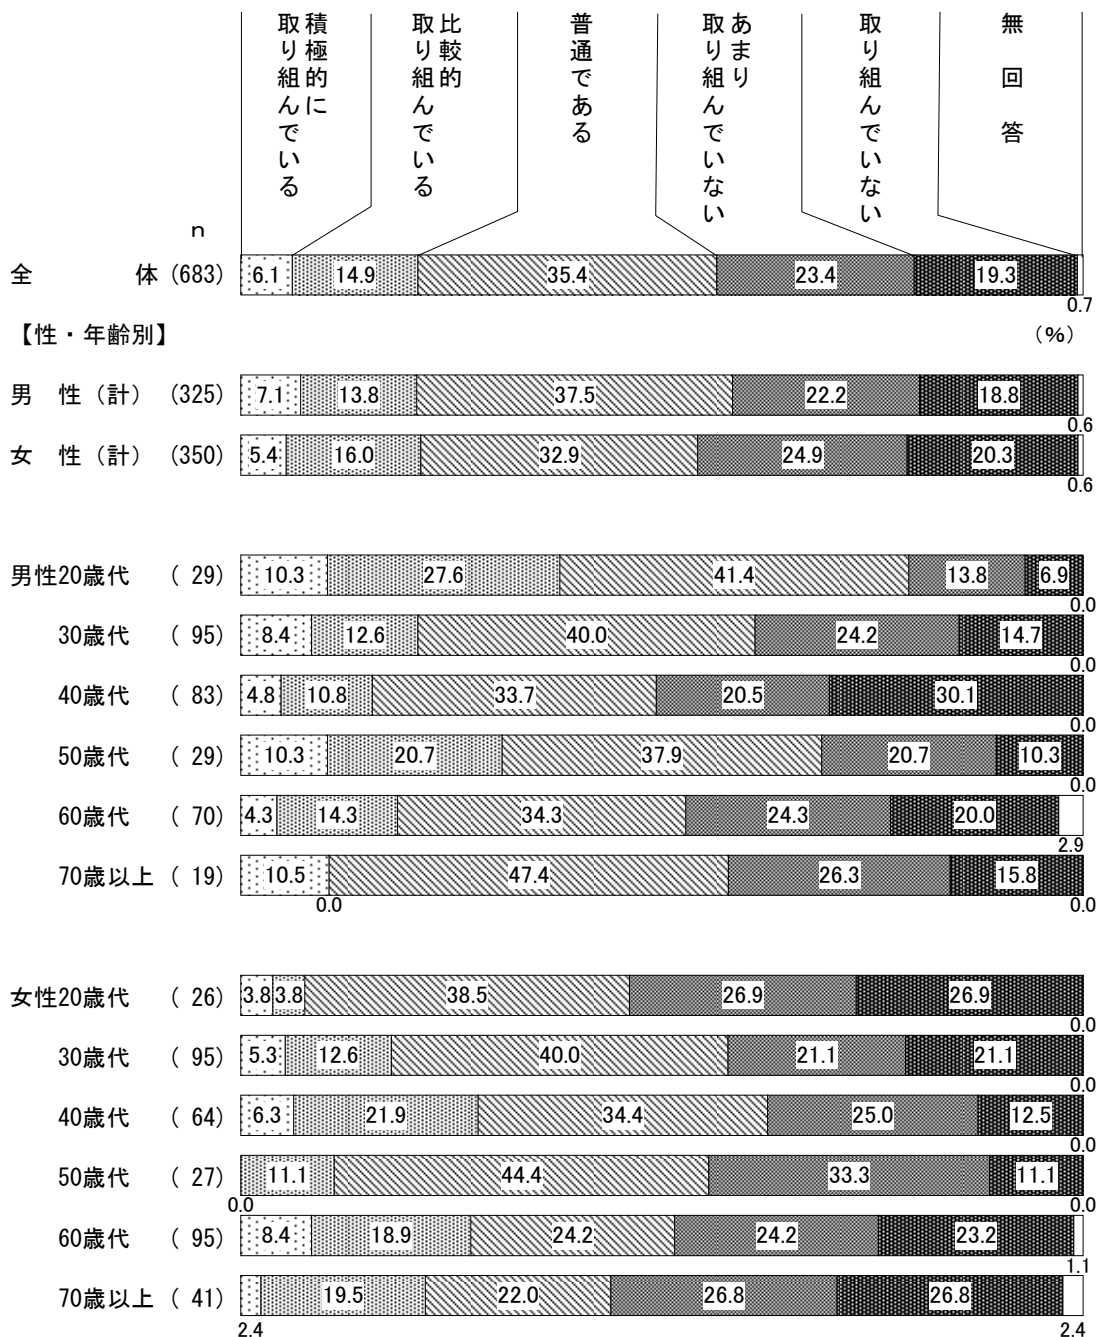 積極的に
取り組んでいる
比較的
取り組んでいる
普通である
あまり
取り組んでいない
取り組んでいない
無回答
n
全体 (683) 6.1 14.9 35.4 23.4 19.3
0.7
【性・年齢別】 (%)
男性(計) (325) 7.1 13.8 37.5 22.2 18.8
0.6
女性(計) (350) 5.4 16.0 32.9 24.9 20.3
0.6
男性20歳代 ( 29) 10.3 27.6 41.4 13.8 6.9
0.0
30歳代 ( 95) 8.4 12.6 40.0 24.2 14.7
0.0
40歳代 ( 83) 4.8 10.8 33.7 20.5 30.1
0.0
50歳代 ( 29) 10.3 20.7 37.9 20.7 10.3
0.0
60歳代 ( 70) 4.3 14.3 34.3 24.3 20.0
2.9
70歳以上 ( 19) 10.5 47.4 26.3 15.8
0.0 0.0
女性20歳代 ( 26) 3.8 3.8 38.5 26.9 26.9
0.0
30歳代 ( 95) 5.3 12.6 40.0 21.1 21.1
0.0
40歳代 ( 64) 6.3 21.9 34.4 25.0 12.5
0.0
50歳代 ( 27) 11.1 44.4 33.3 11.1
0.0 0.0
60歳代 ( 95) 8.4 18.9 24.2 24.2 23.2
1.1
70歳以上 ( 41) 19.5 22.0 26.8 26.8
2.4 2.4